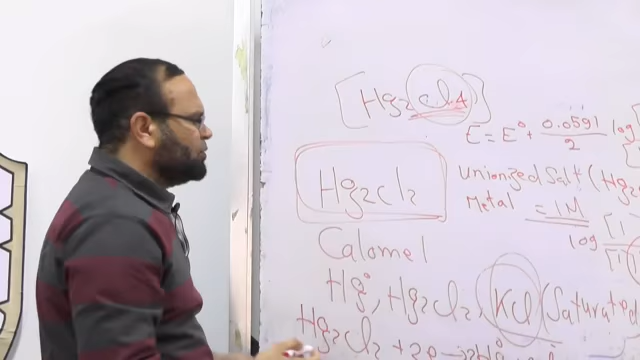 [Hg2Cl4]
E = E° + 0.0591/2 log
Hg2Cl2
Unionized Salt (Hg2
Metal = 1M
log [1]/[1]
Calomel
Hg°, Hg2Cl2, KCl (Saturated
Hg2Cl2 + 2e → 2Hg°